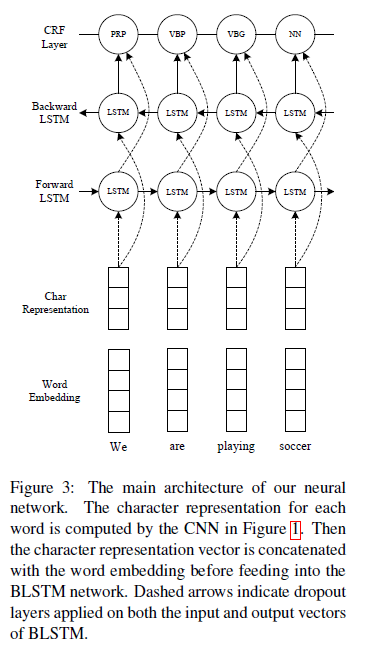 CRF
Layer
PRP VBP VBG NN
Backward
LSTM
LSTM LSTM LSTM LSTM
Forward
LSTM
LSTM LSTM LSTM LSTM
Char
Representation
Word
Embedding
We are playing soccer
Figure 3: The main architecture of our neural
network. The character representation for each
word is computed by the CNN in Figure 1. Then
the character representation vector is concatenated
with the word embedding before feeding into the
BLSTM network. Dashed arrows indicate dropout
layers applied on both the input and output vectors
of BLSTM.